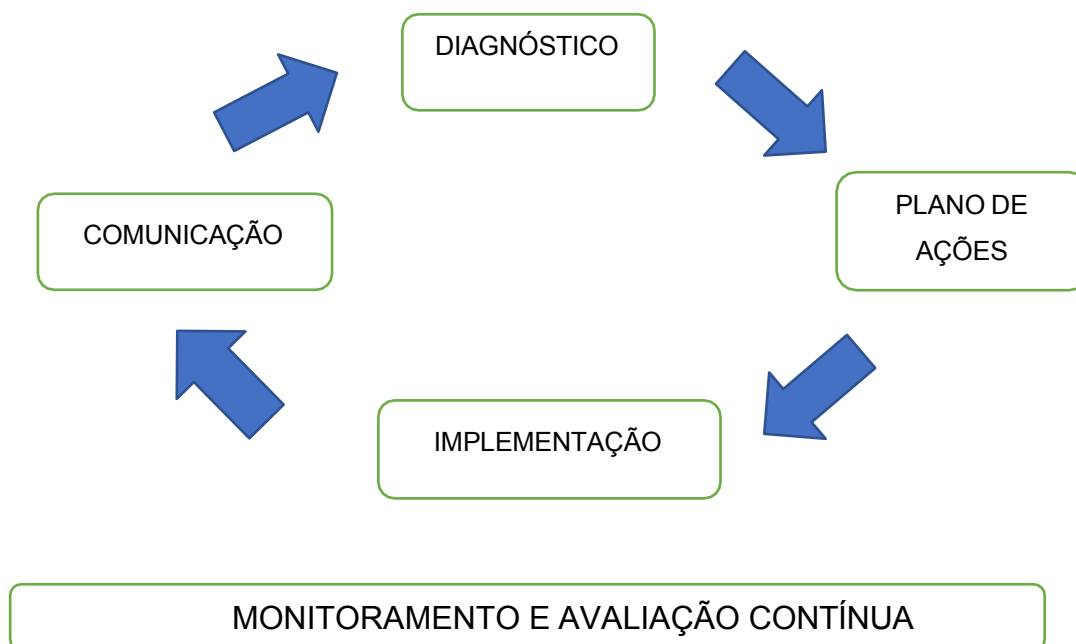 DIAGNÓSTICO
PLANO DE
AÇÕES
IMPLEMENTAÇÃO
COMUNICAÇÃO
MONITORAMENTO E AVALIAÇÃO CONTÍNUA